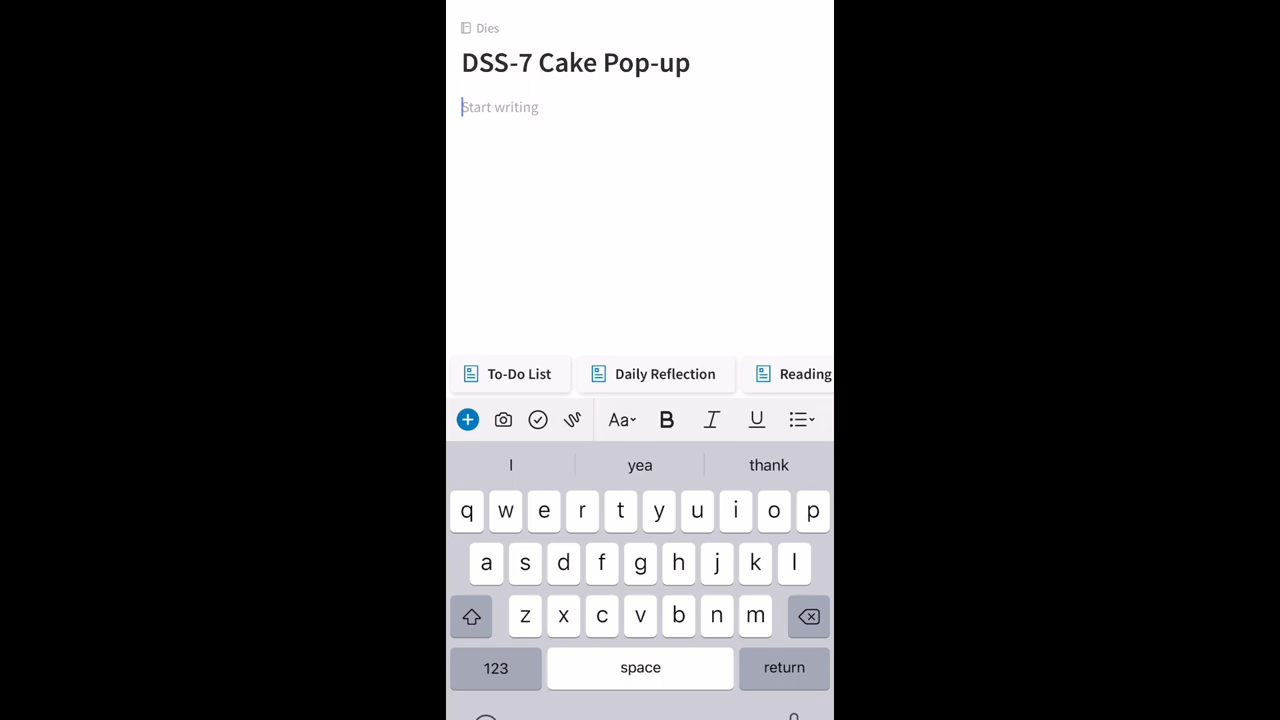 Dies
DSS-7 Cake Pop-up
Start writing
To-Do List Daily Reflection Reading
Aa B I U
I yea thank
q w e r t y u i o p
a s d f g h j k l
z x c v b n m
123 space return